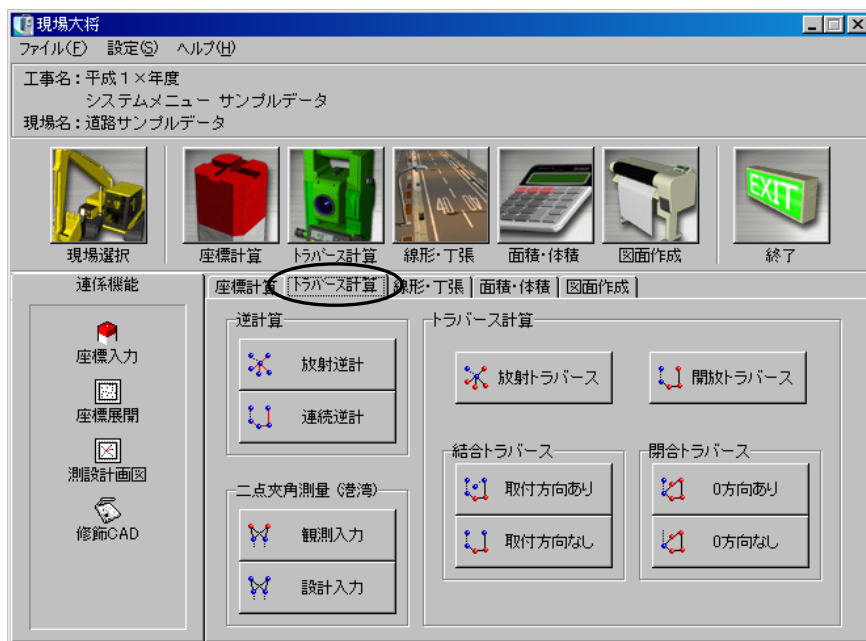 現場大将
ファイル(F) 設定(S) ヘルプ(H)
工事名：平成１×年度
システムメニュー サンプルデータ
現場名：道路サンプルデータ
EXIT
40
現場選択 座標計算 トラバース計算 線形・丁張 面積・体積 図面作成 終了
連係機能
座標入力
座標展開
測設計画図
修飾CAD
座標計算 トラバース計算 線形・丁張 面積・体積 図面作成
逆計算
放射逆計
連続逆計
二点夾角測量（港湾）
観測入力
設計入力
トラバース計算
放射トラバース 開放トラバース
結合トラバース
取付方向あり
取付方向なし
閉合トラバース
0方向あり
0方向なし